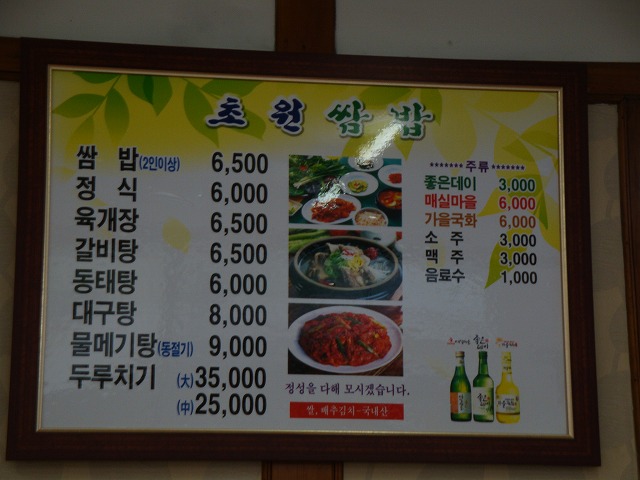 초원쌈밥
쌈 밥(2인이상) 6,500
정 식 6,000
육개장 6,500
갈비탕 6,500
동태탕 6,000
대구탕 8,000
물메기탕(동절기) 9,000
두루치기 (大) 35,000
(中) 25,000
******* 주류 *******
좋은데이 3,000
매실마을 6,000
가을국화 6,000
소 주 3,000
맥 주 3,000
음료수 1,000
정성을 다해 모시겠습니다.
쌀, 배추김치-국내산